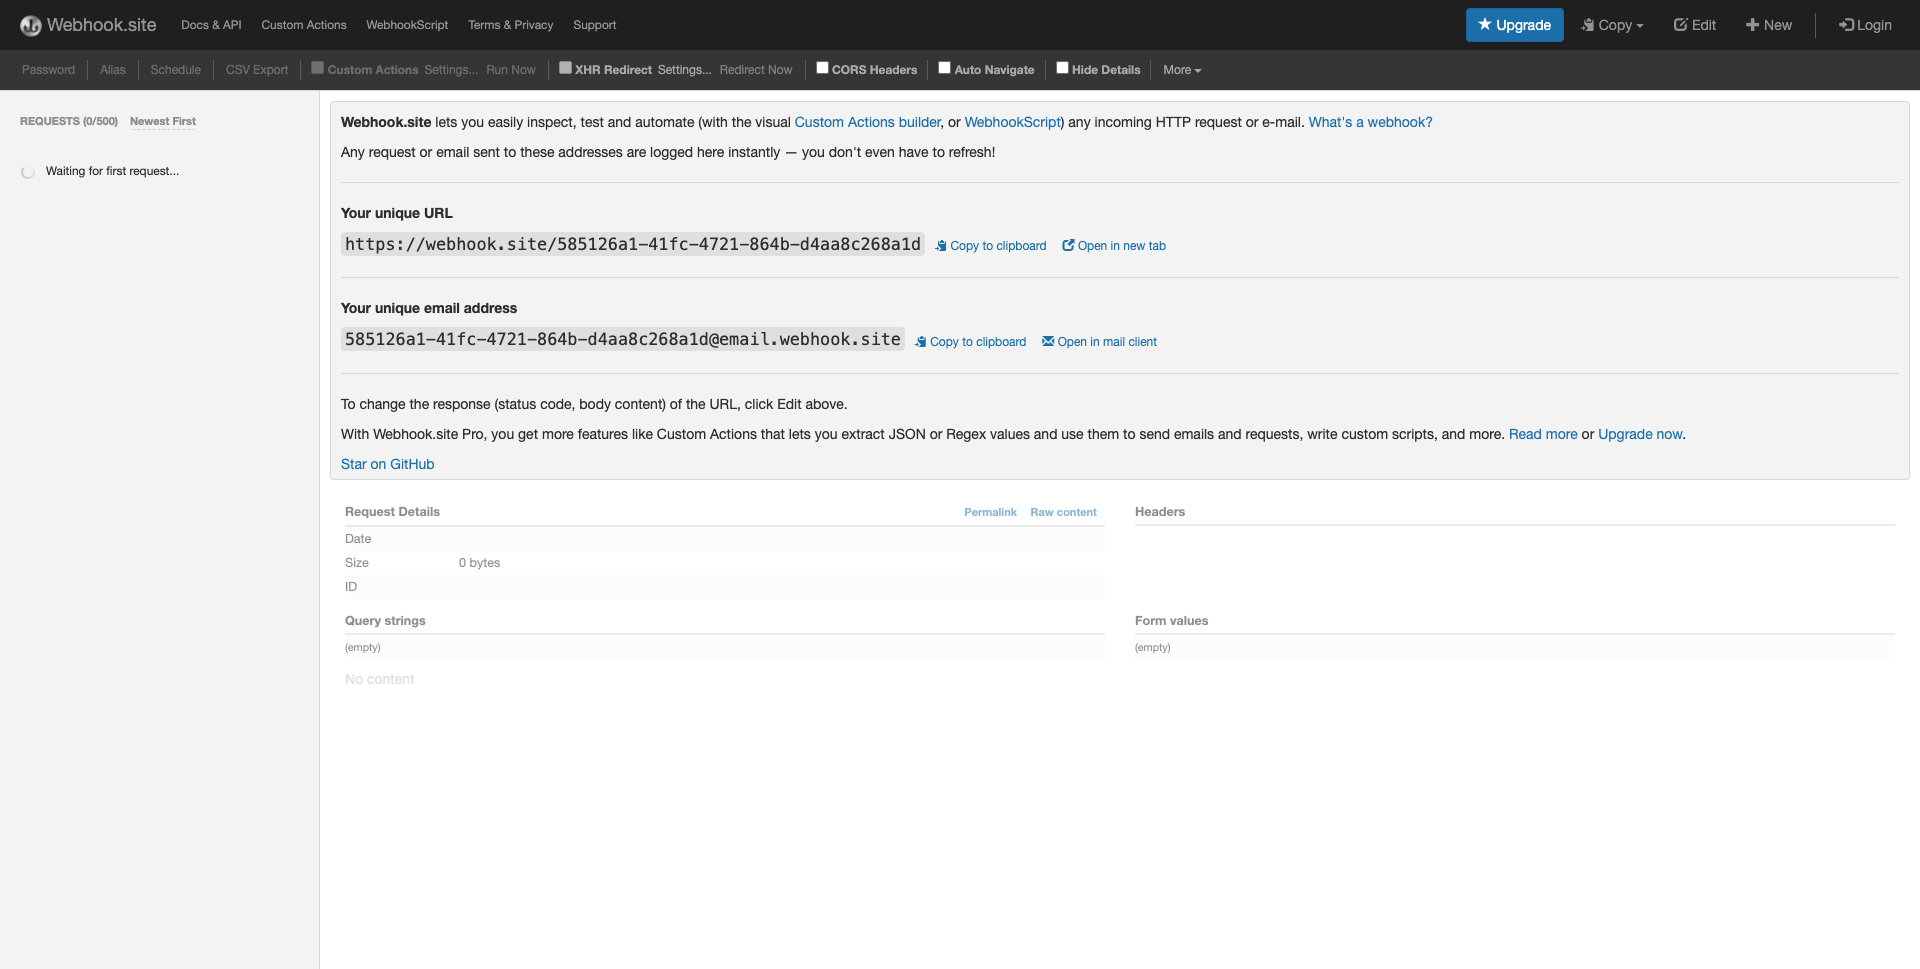 Webhook.site Docs & API Custom Actions WebhookScript Terms & Privacy Support Upgrade Copy Edit New Login
Password Alias Schedule CSV Export Custom Actions Settings... Run Now XHR Redirect Settings... Redirect Now CORS Headers Auto Navigate Hide Details More
REQUESTS (0/500) Newest First
Waiting for first request...
Webhook.site lets you easily inspect, test and automate (with the visual Custom Actions builder, or WebhookScript) any incoming HTTP request or e-mail. What's a webhook?
Any request or email sent to these addresses are logged here instantly — you don't even have to refresh!
Your unique URL
https://webhook.site/585126a1-41fc-4721-864b-d4aa8c268a1d Copy to clipboard Open in new tab
Your unique email address
585126a1-41fc-4721-864b-d4aa8c268a1d@email.webhook.site Copy to clipboard Open in mail client
To change the response (status code, body content) of the URL, click Edit above.
With Webhook.site Pro, you get more features like Custom Actions that lets you extract JSON or Regex values and use them to send emails and requests, write custom scripts, and more. Read more or Upgrade now.
Star on GitHub
Request Details Permalink Raw content
Date
Size 0 bytes
ID
Headers
Query strings
(empty)
Form values
(empty)
No content